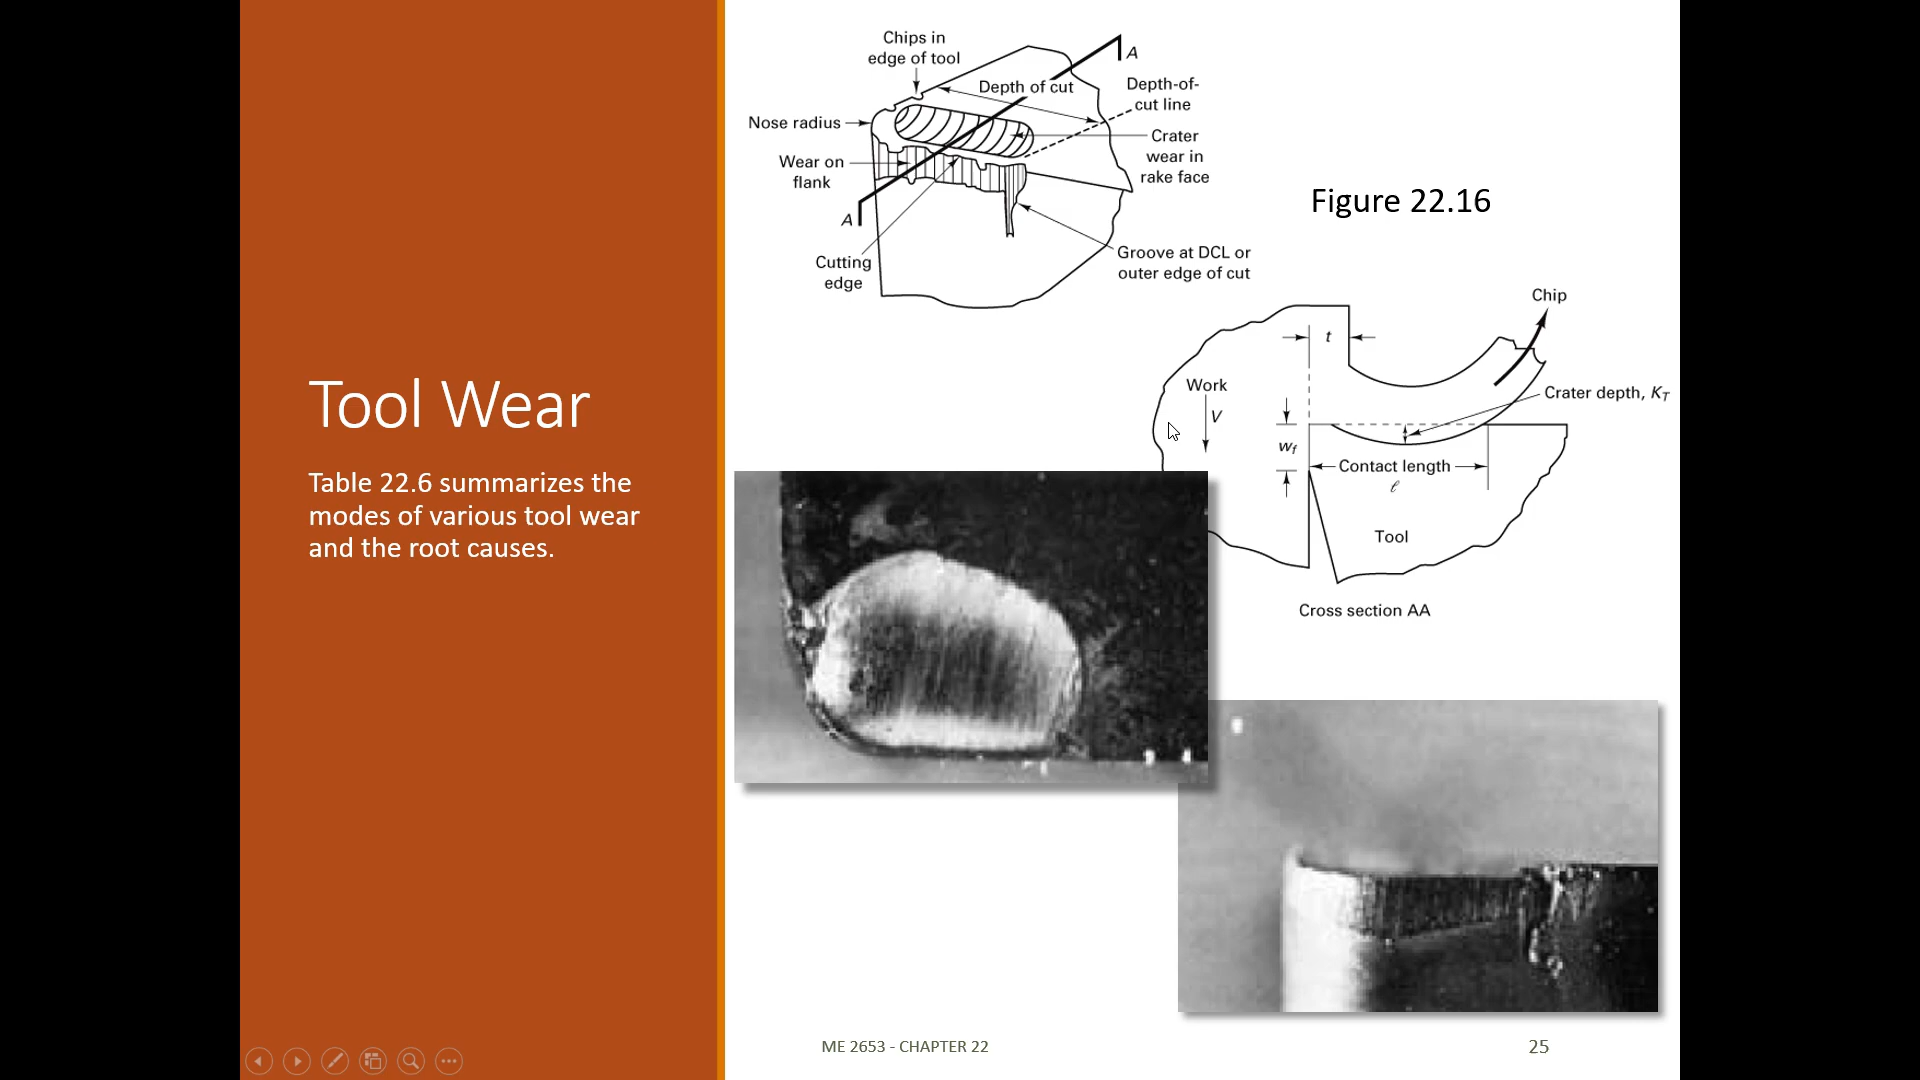 Tool Wear
Table 22.6 summarizes the
modes of various tool wear
and the root causes.
Chips in
edge of tool
A
Depth of cut
Depth-of-
cut line
Nose radius
Crater
wear in
rake face
Wear on
flank
A
Cutting
edge
Groove at DCL or
outer edge of cut
Figure 22.16
Chip
t
Work
V
Crater depth, K_T
w_f
Contact length
ℓ
Tool
Cross section AA
ME 2653 - CHAPTER 22
25